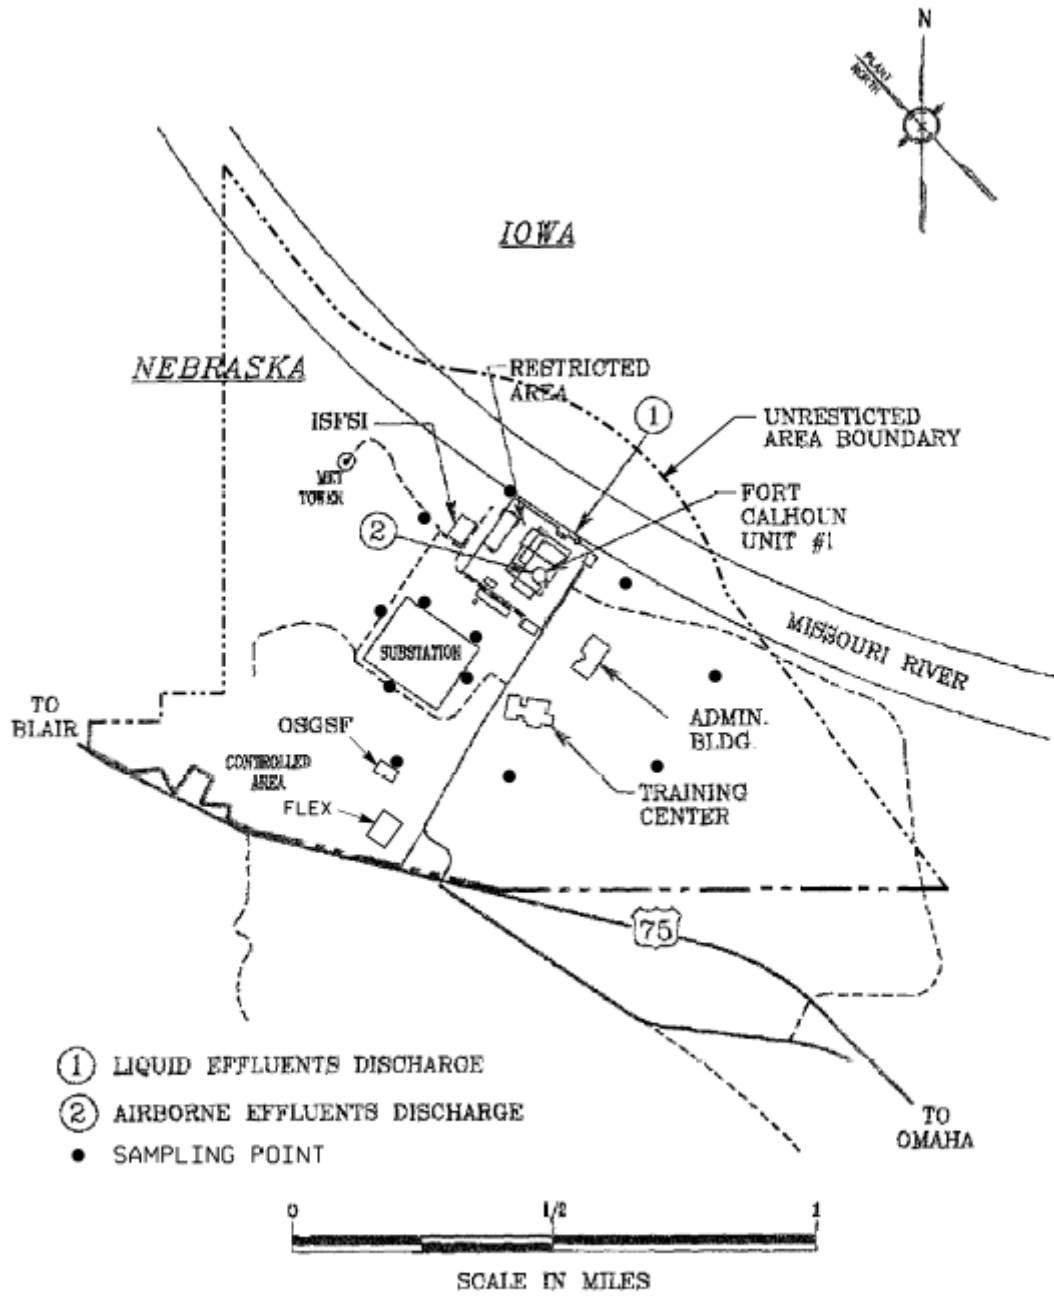 N
PLANT
NORTH
IOWA
NEBRASKA
RESTRICTED
AREA
1
ISFSI
UNRESTICTED
AREA BOUNDARY
MET
TOWER
2
FORT
CALHOUN
UNIT #1
MISSOURI RIVER
SUBSTATION
TO
BLAIR
ADMIN.
BLDG.
OSGSF
CONTROLLED
AREA
TRAINING
CENTER
FLEX
75
1 LIQUID EFFLUENTS DISCHARGE
2 AIRBORNE EFFLUENTS DISCHARGE
SAMPLING POINT
TO
OMAHA
0 1/2 1
SCALE IN MILES